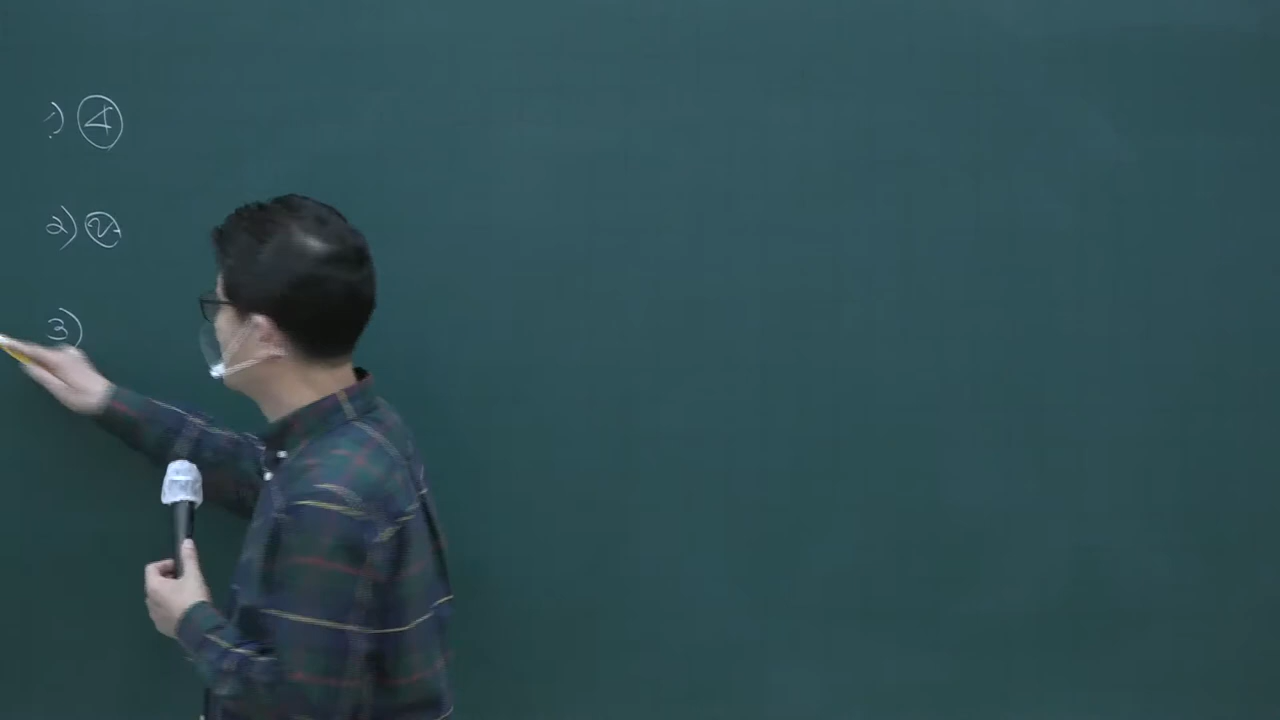 1) ④
2) ②
3)